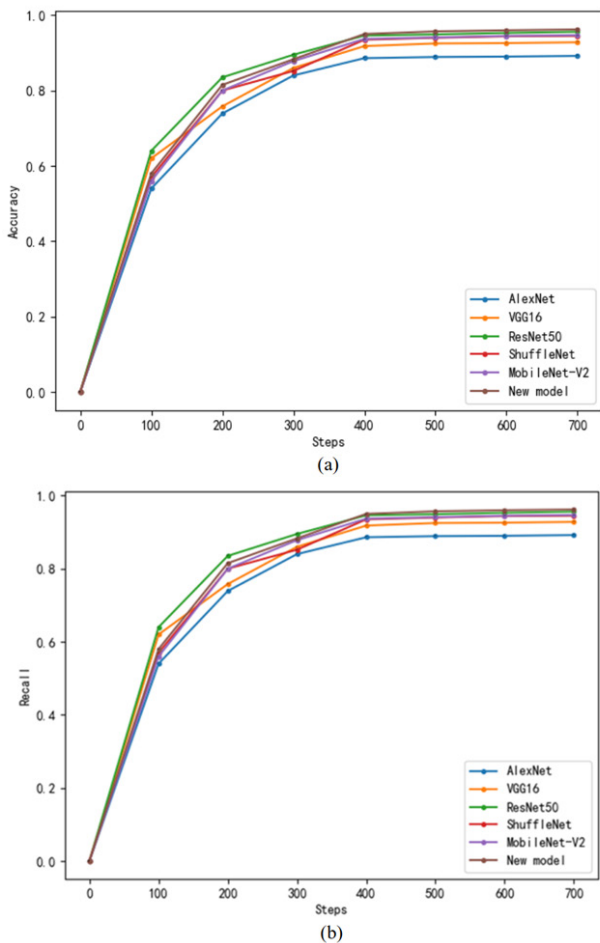 1.0
0.8
0.6
0.4
0.2
0.0
Accuracy
AlexNet
VGG16
ResNet50
ShuffleNet
MobileNet-V2
New model
0 100 200 300 400 500 600 700
Steps
(a)
1.0
0.8
0.6
0.4
0.2
0.0
Recall
AlexNet
VGG16
ResNet50
ShuffleNet
MobileNet-V2
New model
0 100 200 300 400 500 600 700
Steps
(b)